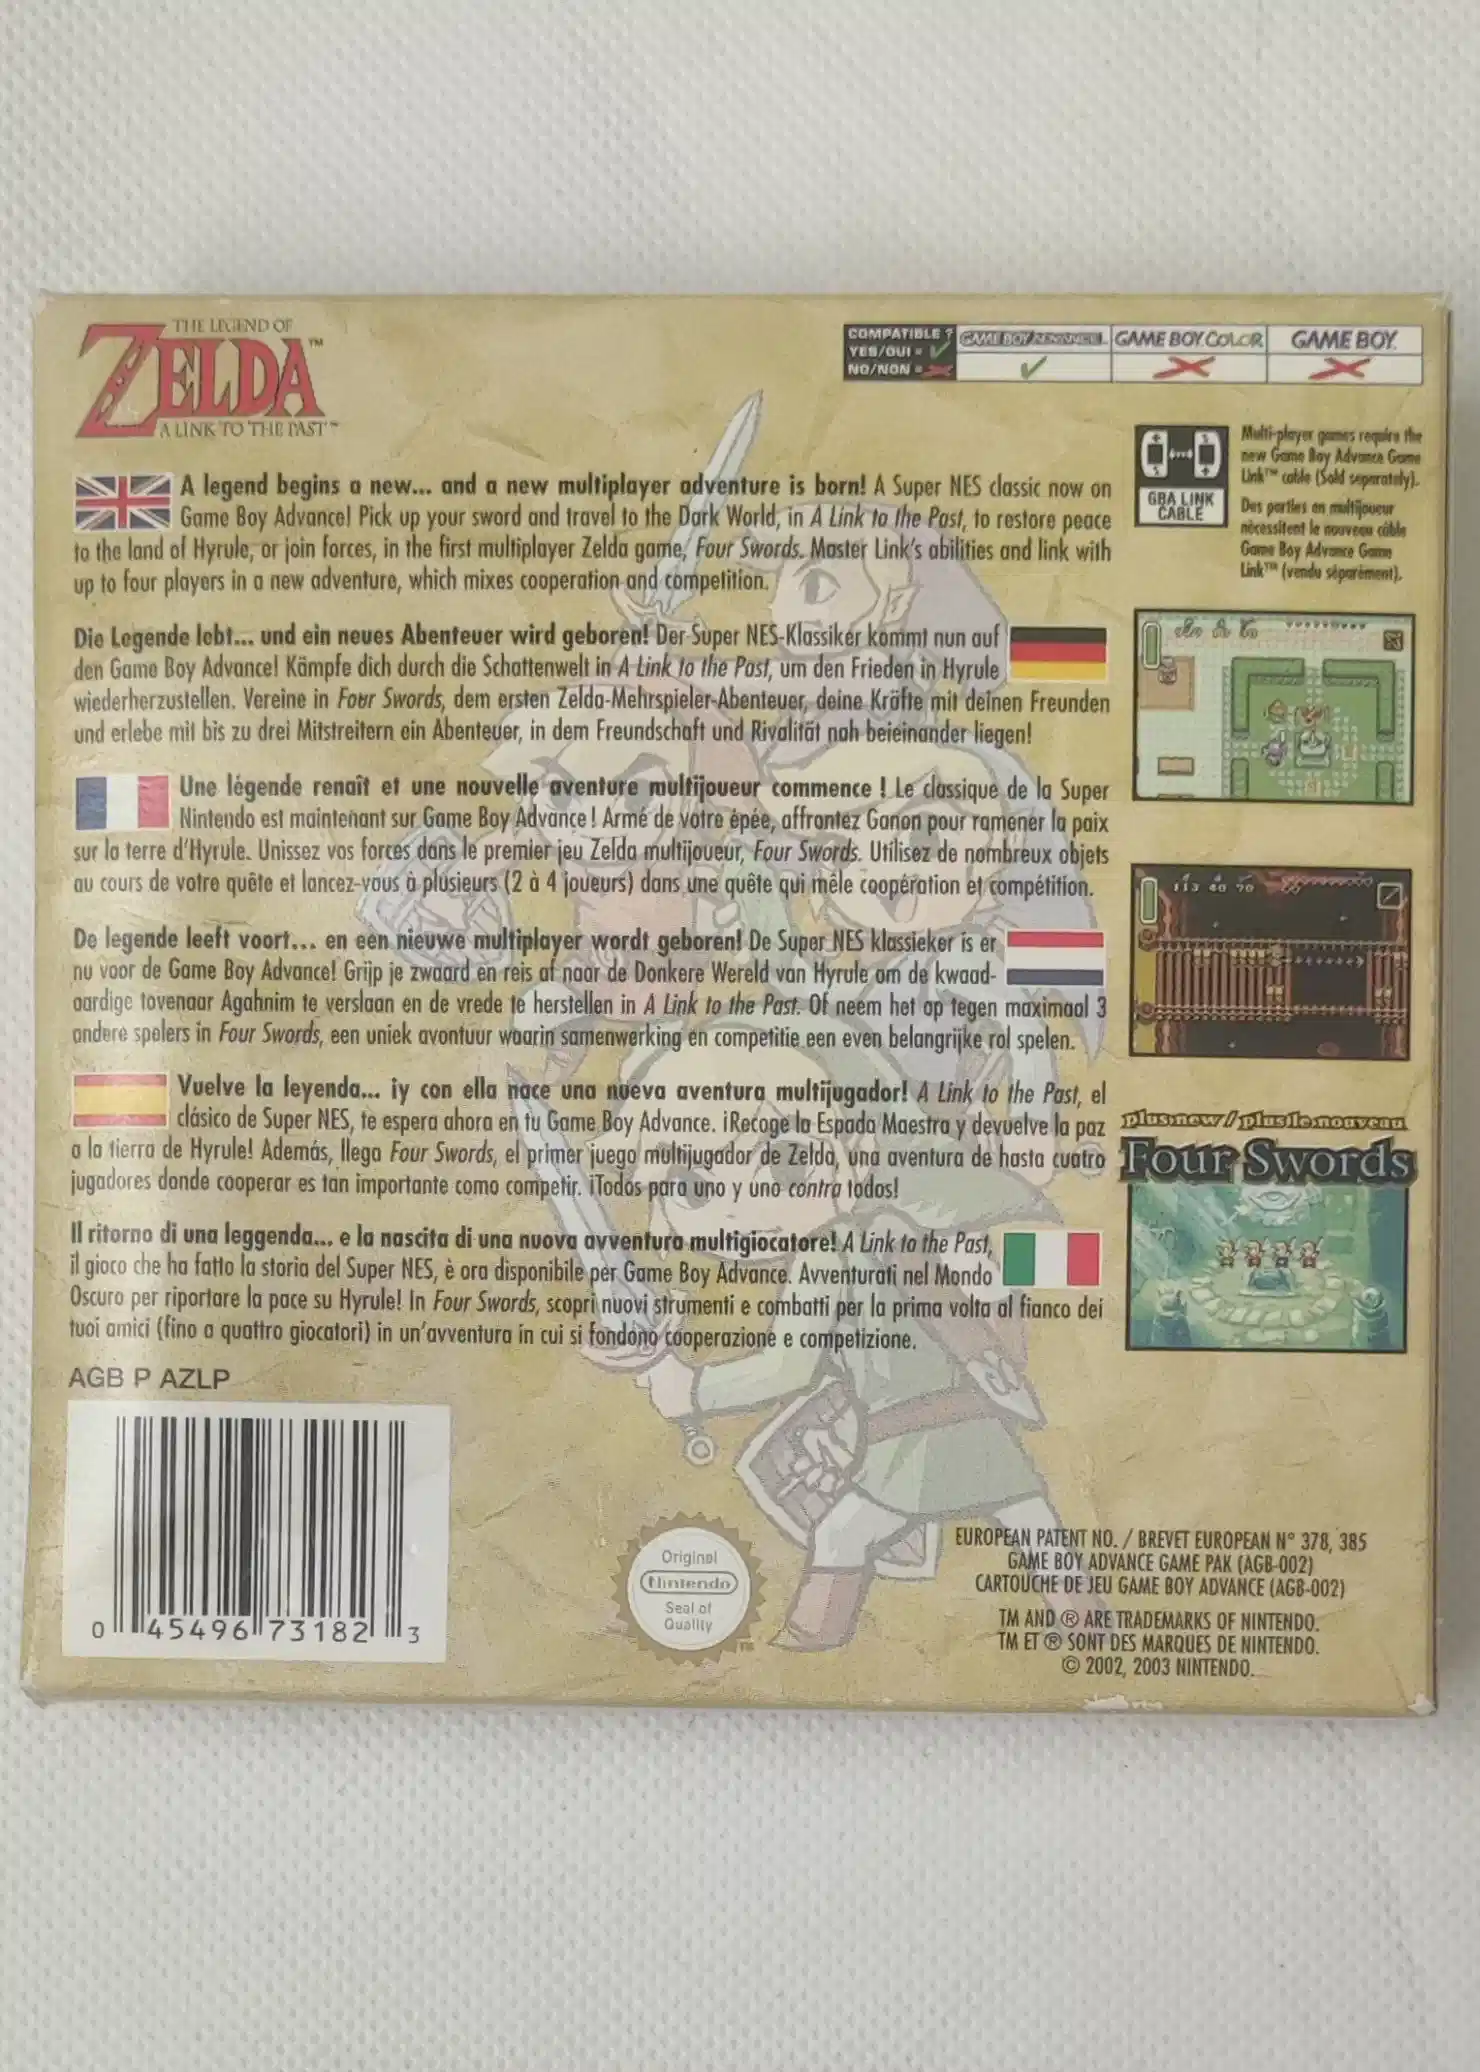 THE LEGEND OF
ZELDA™
A LINK TO THE PAST™
COMPATIBLE ?
YES/OUI =
NO/NON =
GAME BOY ADVANCE
GAME BOY COLOR
GAME BOY
GBA LINK
CABLE
Multi-player games require the
new Game Boy Advance Game
Link™ cable (Sold separately).
Des parties en multijoueur
nécessitent le nouveau câble
Game Boy Advance Game
Link™ (vendu séparément).
A legend begins a new... and a new multiplayer adventure is born! A Super NES classic now on
Game Boy Advance! Pick up your sword and travel to the Dark World, in A Link to the Past, to restore peace
to the land of Hyrule, or join forces, in the first multiplayer Zelda game, Four Swords. Master Link's abilities and link with
up to four players in a new adventure, which mixes cooperation and competition.
Die Legende lebt... und ein neues Abenteuer wird geboren! Der Super NES-Klassiker kommt nun auf
den Game Boy Advance! Kämpfe dich durch die Schattenwelt in A Link to the Past, um den Frieden in Hyrule
wiederherzustellen. Vereine in Four Swords, dem ersten Zelda-Mehrspieler-Abenteuer, deine Kräfte mit deinen Freunden
und erlebe mit bis zu drei Mitstreitern ein Abenteuer, in dem Freundschaft und Rivalität nah beieinander liegen!
Une légende renaît et une nouvelle aventure multijoueur commence ! Le classique de la Super
Nintendo est maintenant sur Game Boy Advance ! Armé de votre épée, affrontez Ganon pour ramener la paix
sur la terre d'Hyrule. Unissez vos forces dans le premier jeu Zelda multijoueur, Four Swords. Utilisez de nombreux objets
au cours de votre quête et lancez-vous à plusieurs (2 à 4 joueurs) dans une quête qui mêle coopération et compétition.
De legende leeft voort... en een nieuwe multiplayer wordt geboren! De Super NES klassieker is er
nu voor de Game Boy Advance! Grijp je zwaard en reis af naar de Donkere Wereld van Hyrule om de kwaad-
aardige tovenaar Agahnim te verslaan en de vrede te herstellen in A Link to the Past. Of neem het op tegen maximaal 3
andere spelers in Four Swords, een uniek avontuur waarin samenwerking en competitie een even belangrijke rol spelen.
Vuelve la leyenda... ¡y con ella nace una nueva aventura multijugador! A Link to the Past, el
clásico de Super NES, te espera ahora en tu Game Boy Advance. ¡Recoge la Espada Maestra y devuelve la paz
a la tierra de Hyrule! Además, llega Four Swords, el primer juego multijugador de Zelda, una aventura de hasta cuatro
jugadores donde cooperar es tan importante como competir. ¡Todos para uno y uno contra todos!
Il ritorno di una leggenda... e la nascita di una nuova avventura multigiocatore! A Link to the Past,
il gioco che ha fatto la storia del Super NES, è ora disponibile per Game Boy Advance. Avventurati nel Mondo
Oscuro per riportare la pace su Hyrule! In Four Swords, scopri nuovi strumenti e combatti per la prima volta al fianco dei
tuoi amici (fino a quattro giocatori) in un'avventura in cui si fondono cooperazione e competizione.
113 40 70
plus new / plus le nouveau
Four Swords
AGB P AZLP
0 45496 73182 3
Original
Nintendo
Seal of
Quality
TM
EUROPEAN PATENT NO. / BREVET EUROPEAN N° 378, 385
GAME BOY ADVANCE GAME PAK (AGB-002)
CARTOUCHE DE JEU GAME BOY ADVANCE (AGB-002)
TM AND ® ARE TRADEMARKS OF NINTENDO.
TM ET ® SONT DES MARQUES DE NINTENDO.
© 2002, 2003 NINTENDO.